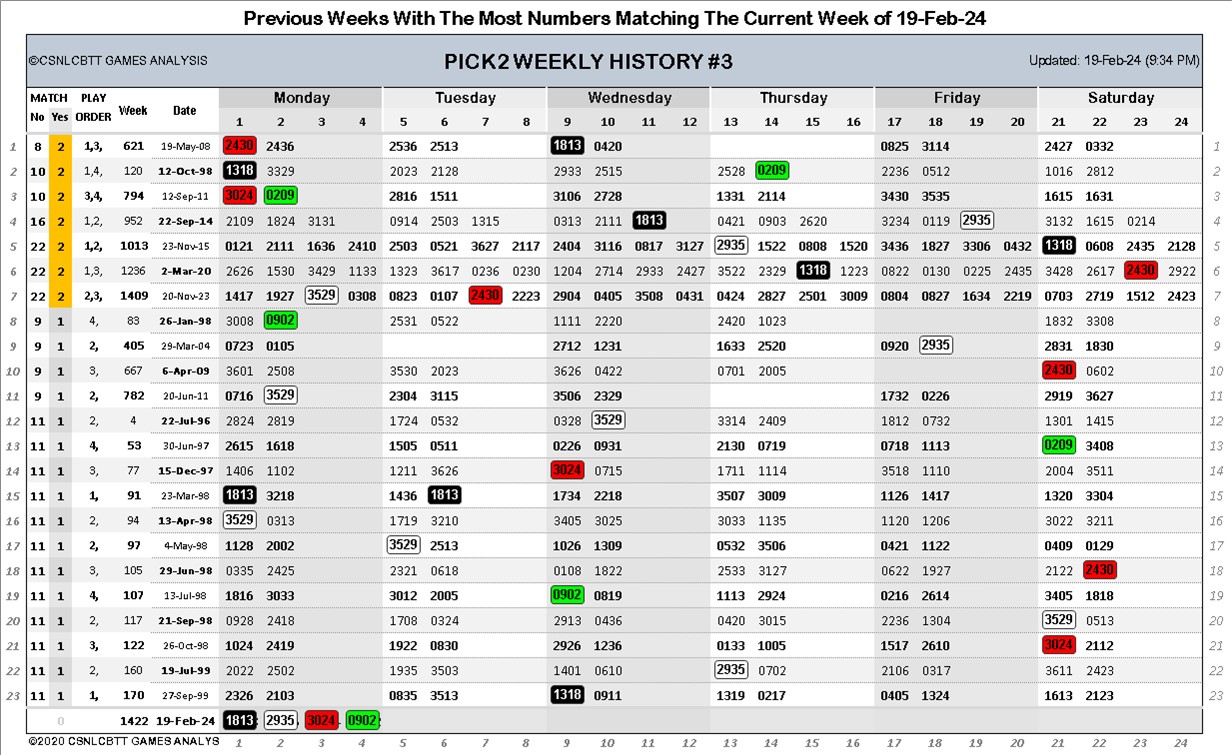 Previous Weeks With The Most Numbers Matching The Current Week of 19-Feb-24
©CSNLCBTT GAMES ANALYSIS PICK2 WEEKLY HISTORY #3 Updated: 19-Feb-24 (9:34 PM)
MATCH PLAY Week Date Monday Tuesday Wednesday Thursday Friday Saturday
No Yes ORDER 1 2 3 4 5 6 7 8 9 10 11 12 13 14 15 16 17 18 19 20 21 22 23 24
1 8 2 1,3, 621 19-May-08 2430 2436 2536 2513 1813 0420 0825 3114 2427 0332 1
2 10 2 1,4, 120 12-Oct-98 1318 3329 2023 2128 2933 2515 2528 0209 2236 0512 1016 2812 2
3 10 2 3,4, 794 12-Sep-11 3024 0209 2816 1511 3106 2728 1331 2114 3430 3535 1615 1631 3
4 16 2 1,2, 952 22-Sep-14 2109 1824 3131 0914 2503 1315 0313 2111 1813 0421 0903 2620 3234 0119 2935 3132 1615 0214 4
5 22 2 1,2, 1013 23-Nov-15 0121 2111 1636 2410 2503 0521 3627 2117 2404 3116 0817 3127 2935 1522 0808 1520 3436 1827 3306 0432 1318 0608 2435 2128 5
6 22 2 1,3, 1236 2-Mar-20 2626 1530 3429 1133 1323 3617 0236 0230 1204 2714 2933 2427 3522 2329 1318 1223 0822 0130 0225 2435 3428 2617 2430 2922 6
7 22 2 2,3, 1409 20-Nov-23 1417 1927 3529 0308 0823 0107 2430 2223 2904 0405 3508 0431 0424 2827 2501 3009 0804 0827 1634 2219 0703 2719 1512 2423 7
8 9 1 4, 83 26-Jan-98 3008 0902 2531 0522 1111 2220 2420 1023 1832 3308 8
9 9 1 2, 405 29-Mar-04 0723 0105 2712 1231 1633 2520 0920 2935 2831 1830 9
10 9 1 3, 667 6-Apr-09 3601 2508 3530 2023 3626 0422 0701 2005 2430 0602 10
11 9 1 2, 782 20-Jun-11 0716 3529 2304 3115 3506 2329 1732 0226 2919 3627 11
12 11 1 2, 4 22-Jul-96 2824 2819 1724 0532 0328 3529 3314 2409 1812 0732 1301 1415 12
13 11 1 4, 53 30-Jun-97 2615 1618 1505 0511 0226 0931 2130 0719 0718 1113 0209 3408 13
14 11 1 3, 77 15-Dec-97 1406 1102 1211 3626 3024 0715 1711 1114 3518 1110 2004 3511 14
15 11 1 1, 91 23-Mar-98 1813 3218 1436 1813 1734 2218 3507 3009 1126 1417 1320 3304 15
16 11 1 2, 94 13-Apr-98 3529 0313 1719 3210 3405 3025 3033 1135 1120 1206 3022 3211 16
17 11 1 2, 97 4-May-98 1128 2002 3529 2513 1026 1309 0532 3506 0421 1122 0409 0129 17
18 11 1 3, 105 29-Jun-98 0335 2425 2321 0618 0108 1822 2533 3127 0622 1927 2122 2430 18
19 11 1 4, 107 13-Jul-98 1816 3033 3012 2005 0902 0819 1113 2924 0216 2614 3405 1818 19
20 11 1 2, 117 21-Sep-98 0928 2418 1708 0324 2913 0436 0420 3015 2236 1304 3529 0513 20
21 11 1 3, 122 26-Oct-98 1024 2419 1922 0830 2926 1236 0133 1005 1517 2610 3024 2112 21
22 11 1 2, 160 19-Jul-99 2022 2502 1935 3503 1401 0610 2935 0702 2106 0317 3611 2423 22
23 11 1 1, 170 27-Sep-99 2326 2103 0835 3513 1318 0911 1319 0217 0405 1324 1613 2123 23
0 1422 19-Feb-24 1813 2935 3024 0902
©2020 CSNLCBTT GAMES ANALYS 1 2 3 4 5 6 7 8 9 10 11 12 13 14 15 16 17 18 19 20 21 22 23 24